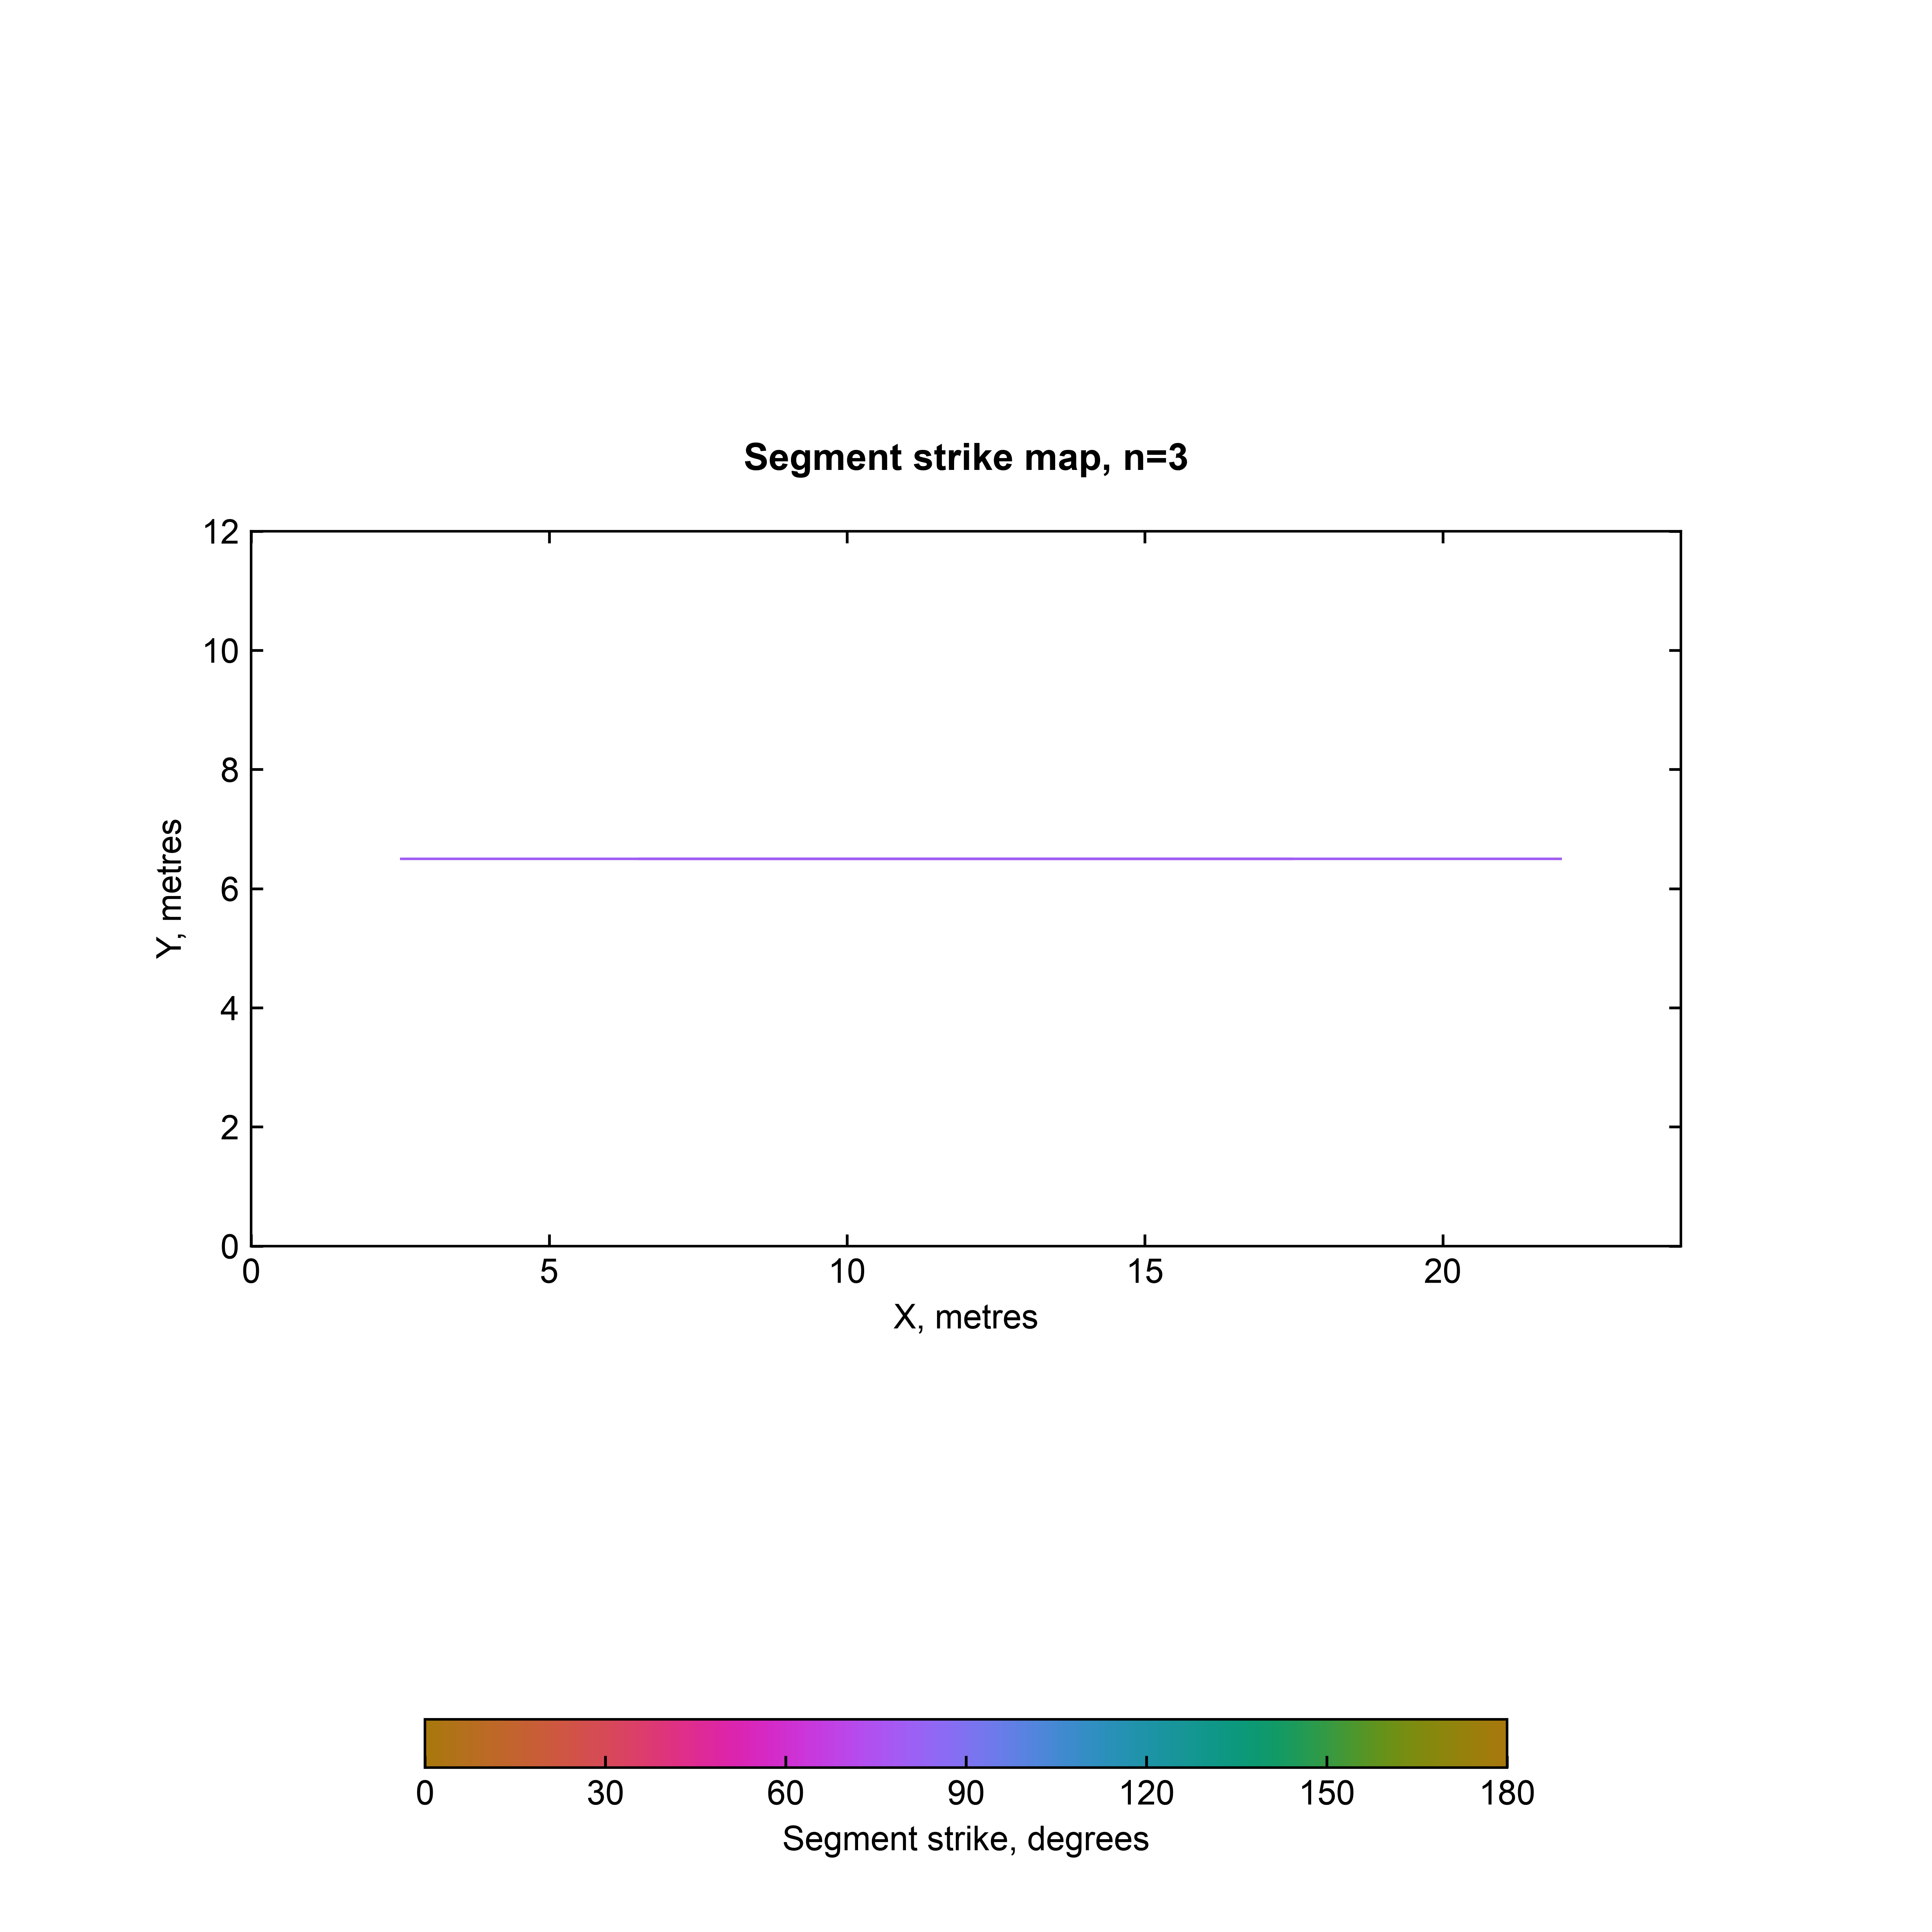 Segment strike map, n=3
12
10
8
6
4
2
0
Y, metres
0 5 10 15 20
X, metres
0 30 60 90 120 150 180
Segment strike, degrees